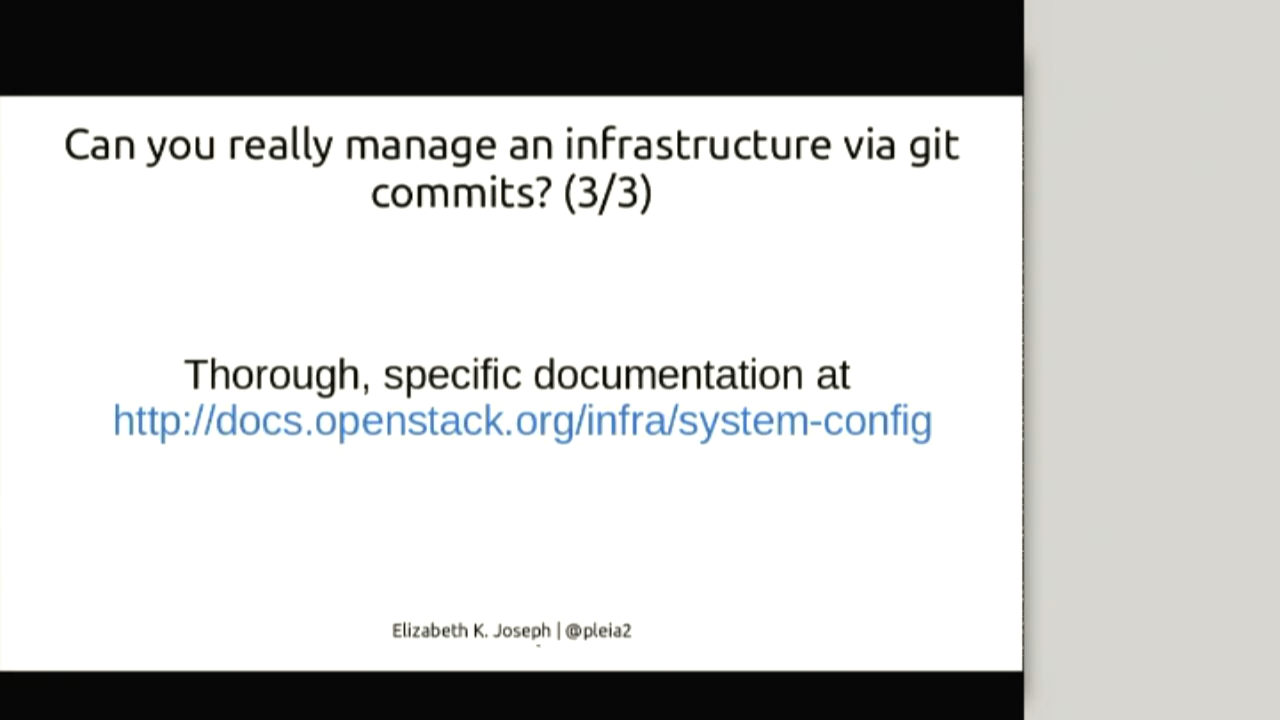 Can you really manage an infrastructure via git
commits? (3/3)
Thorough, specific documentation at
http://docs.openstack.org/infra/system-config
Elizabeth K. Joseph | @pleia2